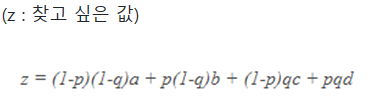 (z : 찾고 싶은 값)
z = (1-p)(1-q)a + p(1-q)b + (1-p)qc + pqd